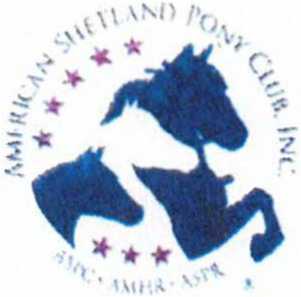 AMERICAN SHETLAND PONY CLUB, INC.
ASPC • AMHR • ASPR
®